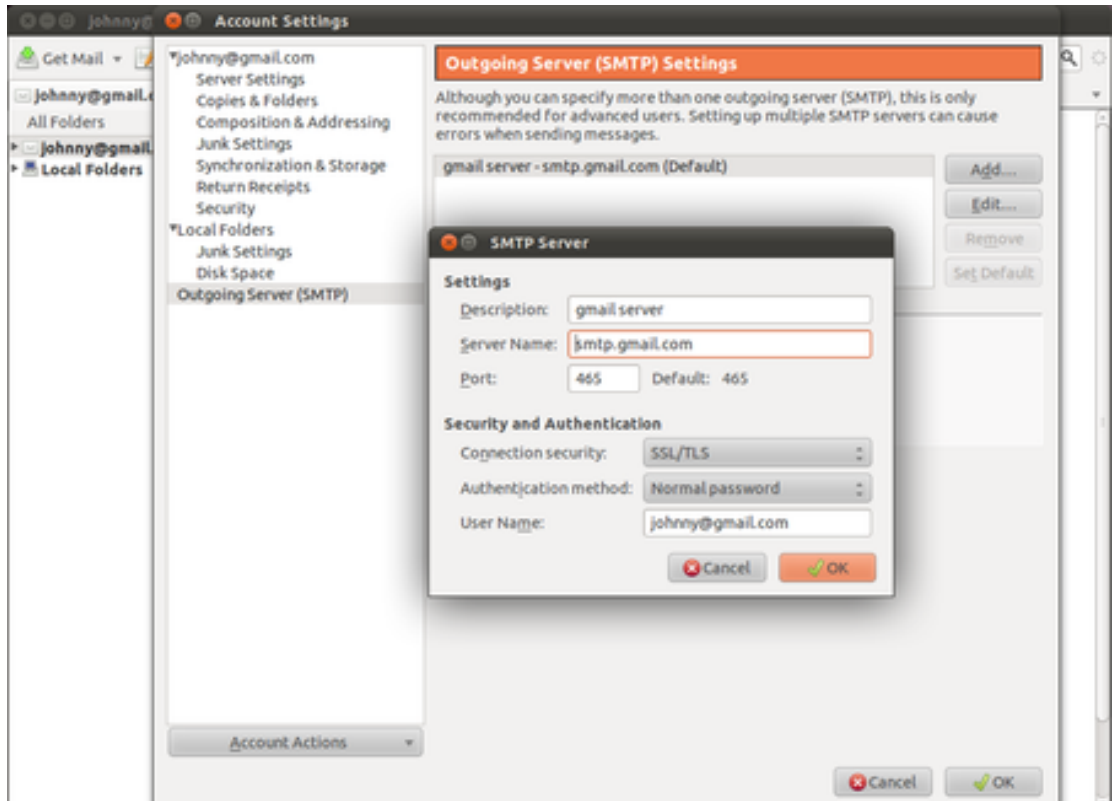 johnny@g
Account Settings
Get Mail
johnny@gmail.c
All Folders
johnny@gmail.
Local Folders
johnny@gmail.com
Server Settings
Copies & Folders
Composition & Addressing
Junk Settings
Synchronization & Storage
Return Receipts
Security
Local Folders
Junk Settings
Disk Space
Outgoing Server (SMTP)
Account Actions
Outgoing Server (SMTP) Settings
Although you can specify more than one outgoing server (SMTP), this is only
recommended for advanced users. Setting up multiple SMTP servers can cause
errors when sending messages.
gmail server - smtp.gmail.com (Default)
Add...
Edit...
Remove
Set Default
SMTP Server
Settings
Description: gmail server
Server Name: smtp.gmail.com
Port: 465 Default: 465
Security and Authentication
Connection security: SSL/TLS
Authentication method: Normal password
User Name: johnny@gmail.com
Cancel OK
Cancel OK